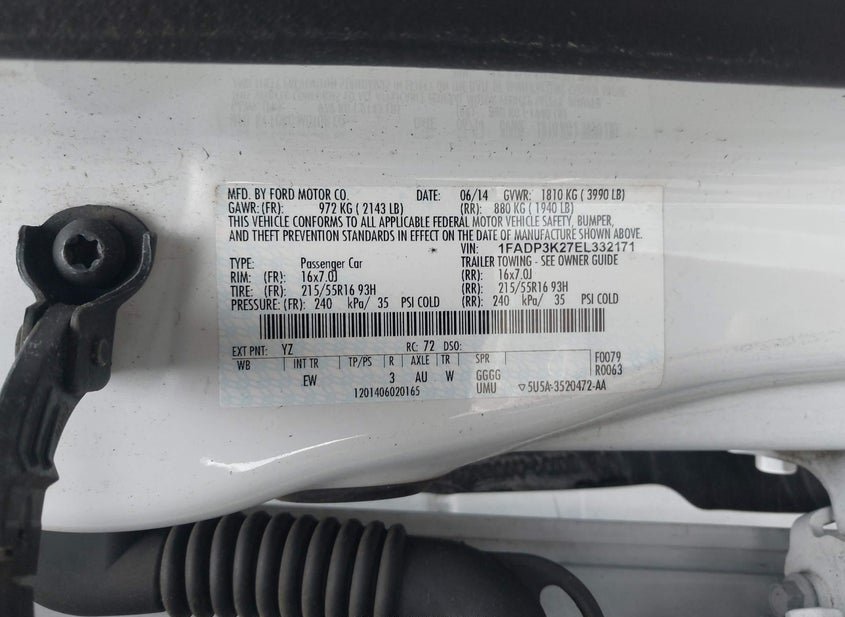 MFD. BY FORD MOTOR CO. DATE: 06/14 GVWR: 1810 KG ( 3990 LB)
GAWR: (FR): 972 KG ( 2143 LB) (RR): 880 KG ( 1940 LB)
THIS VEHICLE CONFORMS TO ALL APPLICABLE FEDERAL MOTOR VEHICLE SAFETY, BUMPER,
AND THEFT PREVENTION STANDARDS IN EFFECT ON THE DATE OF MANUFACTURE SHOWN ABOVE.
VIN: 1FADP3K27EL332171
TYPE: Passenger Car TRAILER TOWING - SEE OWNER GUIDE
RIM: (FR): 16x7.0J (RR): 16x7.0J
TIRE: (FR): 215/55R16 93H (RR): 215/55R16 93H
PRESSURE: (FR): 240 kPa/ 35 PSI COLD (RR): 240 kPa/ 35 PSI COLD
EXT PNT: YZ RC: 72 DSO: F0079
WB INT TR TP/PS R AXLE TR SPR R0063
EW 3 AU W GGGG
1201406020165 UMU ▽5U5A-3520472-AA